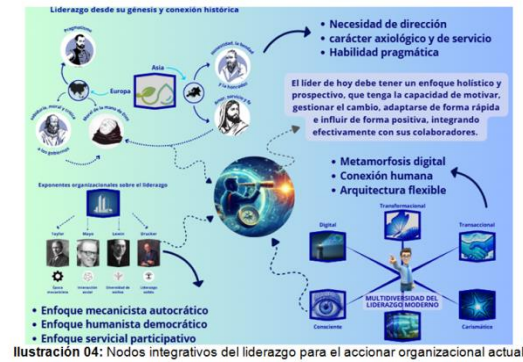 Liderazgo desde su génesis y conexión histórica
Pragmatismo
Asia
Europa
• Necesidad de dirección
• carácter axiológico y de servicio
• Habilidad pragmática
El líder de hoy debe tener un enfoque holístico y
prospectivo, que tenga la capacidad de motivar,
gestionar el cambio, adaptarse de forma rápida
e influir de forma positiva, integrando
efectivamente con sus colaboradores.
Exponentes organizacionales sobre el liderazgo
Taylor
Mayo
Lewin
Drucker
• Enfoque mecanicista autocrático
• Enfoque humanista democrático
• Enfoque servicial participativo
• Metamorfosis digital
• Conexión humana
• Arquitectura flexible
Transformacional
Digital
Transaccional
Consciente
Carismático
MULTIDIVERSIDAD DEL
LIDERAZGO MODERNO
Ilustración 04: Nodos integrativos del liderazgo para el accionar organizacional actual